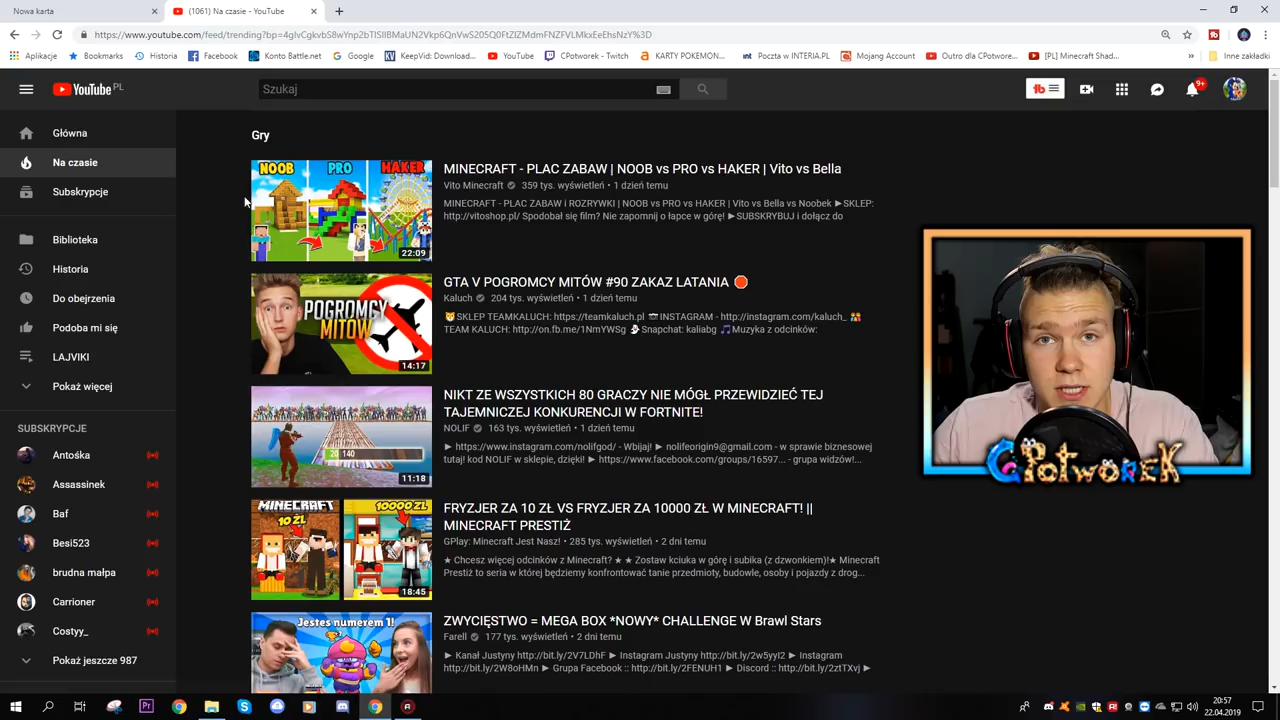 Nowa karta
(1061) Na czasie - YouTube
https://www.youtube.com/feed/trending?bp=4gIvCgkvbS8wYnp2bTISIlBMaUN2Vkp6QnVwS205Q0FtZlZMdmFNZFVLMkxEeEhsNzY%3D
Aplikacje
Bookmarks
Historia
Facebook
Konto Battle.net
Google
KeepVid: Download...
YouTube
CPotworek - Twitch
KARTY POKEMON...
Poczta w INTERIA.PL
Mojang Account
Outro dla CPotwore...
[PL] Minecraft Shad...
»
Inne zakładki
YouTube PL
Szukaj
tb
9+
Główna
Na czasie
Subskrypcje
Biblioteka
Historia
Do obejrzenia
Podoba mi się
LAJVIKI
Pokaż więcej
SUBSKRYPCJE
Antośka
Assassinek
Baf
Besi523
brudna małpa
Carrioner
Costyy_
Pokaż jeszcze 987
Gry
NOOB PRO HAKER
22:09
MINECRAFT - PLAC ZABAW | NOOB vs PRO vs HAKER | Vito vs Bella
Vito Minecraft 359 tys. wyświetleń • 1 dzień temu
MINECRAFT - PLAC ZABAW i ROZRYWKI | NOOB vs PRO vs HAKER | Vito vs Bella vs Noobek ►SKLEP:
http://vitoshop.pl/ Spodobał się film? Nie zapomnij o łapce w górę! ►SUBSKRYBUJ i dołącz do
POGROMCY
MITÓW
14:17
GTA V POGROMCY MITÓW #90 ZAKAZ LATANIA 🛑
Kaluch 204 tys. wyświetleń • 1 dzień temu
🐯SKLEP TEAMKALUCH: https://teamkaluch.pl INSTAGRAM - http://instagram.com/kaluch_
TEAM KALUCH: http://on.fb.me/1NmYWSg 👻Snapchat: kaliabg 🎵Muzyka z odcinków:
140
11:18
NIKT ZE WSZYSTKICH 80 GRACZY NIE MÓGŁ PRZEWIDZIEĆ TEJ
TAJEMNICZEJ KONKURENCJI W FORTNITE!
NOLIF 163 tys. wyświetleń • 1 dzień temu
► https://www.instagram.com/nolifgod/ - Wbijaj! ► nolifeorigin9@gmail.com - w sprawie biznesowej
tutaj! kod NOLIF w sklepie, dzięki! ► https://www.facebook.com/groups/16597... - grupa widzów!...
MINECRAFT
10 ZŁ
10000 ZŁ
18:45
FRYZJER ZA 10 ZŁ VS FRYZJER ZA 10000 ZŁ W MINECRAFT! ||
MINECRAFT PRESTIŻ
GPlay: Minecraft Jest Nasz! • 285 tys. wyświetleń • 2 dni temu
★ Chcesz więcej odcinków z Minecraft? ★ ★ Zostaw kciuka w górę i subika (z dzwonkiem)!★ Minecraft
Prestiż to seria w której będziemy konfrontować tanie przedmioty, budowle, osoby i pojazdy z drog...
Jesteś numerem 1!
ZWYCIĘSTWO = MEGA BOX *NOWY* CHALLENGE W Brawl Stars
Farell 177 tys. wyświetleń • 2 dni temu
► Kanał Justyny http://bit.ly/2V7LDhF ► Instagram Justyny http://bit.ly/2w5yyI2 ► Instagram
http://bit.ly/2W8oHMn ► Grupa Facebook :: http://bit.ly/2FENUH1 ► Discord :: http://bit.ly/2ztTXvj ►
CPotworek
20:57
22.04.2019